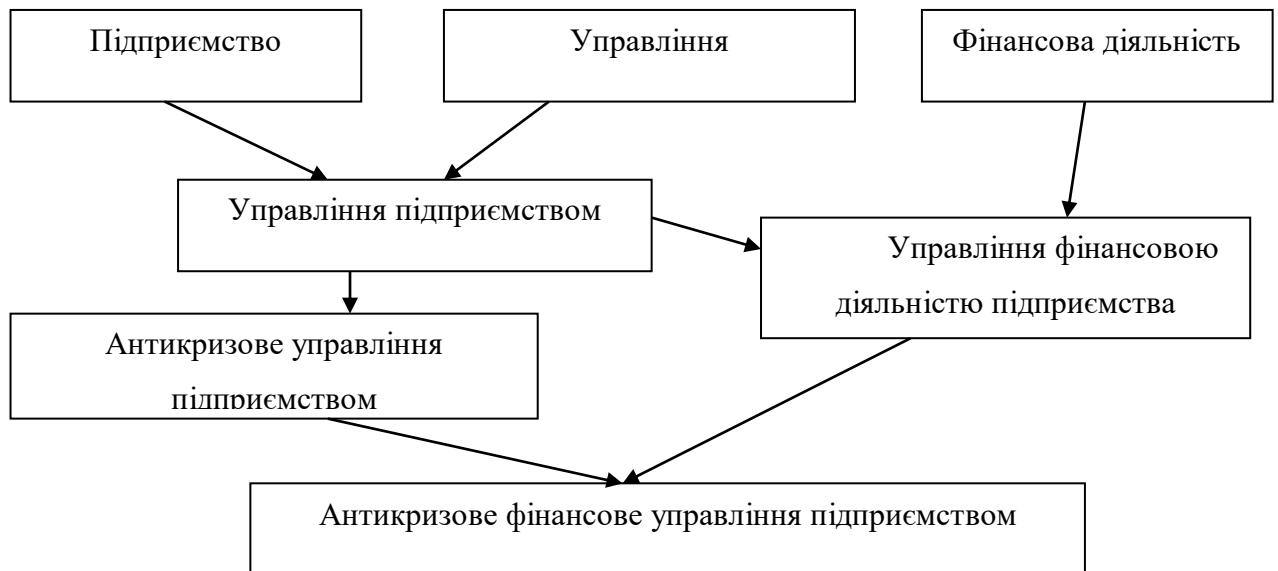 Підприємство
Управління
Фінансова діяльність
Управління підприємством
Управління фінансовою
діяльністю підприємства
Антикризове управління
підприємством
Антикризове фінансове управління підприємством